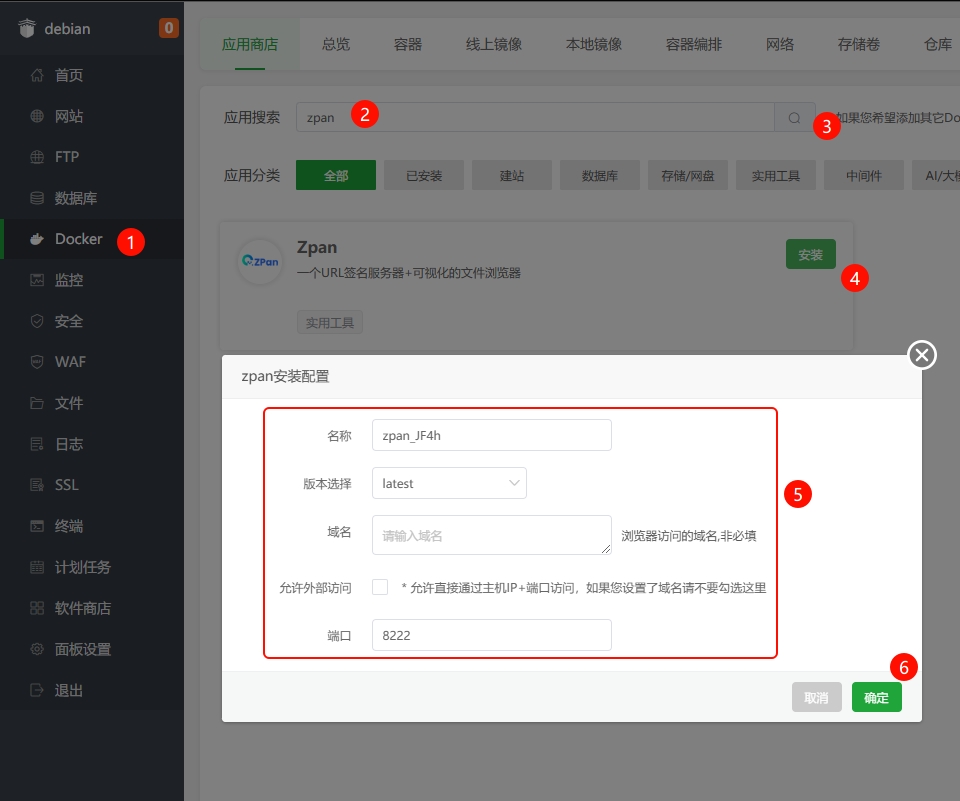 debian
0
首页
网站
FTP
数据库
Docker
1
监控
安全
WAF
文件
日志
SSL
终端
计划任务
软件商店
面板设置
退出
应用商店 总览 容器 线上镜像 本地镜像 容器编排 网络 存储卷 仓库
应用搜索 zpan 2 3 如果您希望添加其它Do
应用分类 全部 已安装 建站 数据库 存储/网盘 实用工具 中间件 AI/大模
ZPan
Zpan
一个URL签名服务器+可视化的文件浏览器
实用工具
安装
4
zpan安装配置
名称 zpan_JF4h
版本选择 latest
5
域名 请输入域名 浏览器访问的域名,非必填
允许外部访问 * 允许直接通过主机IP+端口访问，如果您设置了域名请不要勾选这里
端口 8222
6
取消 确定